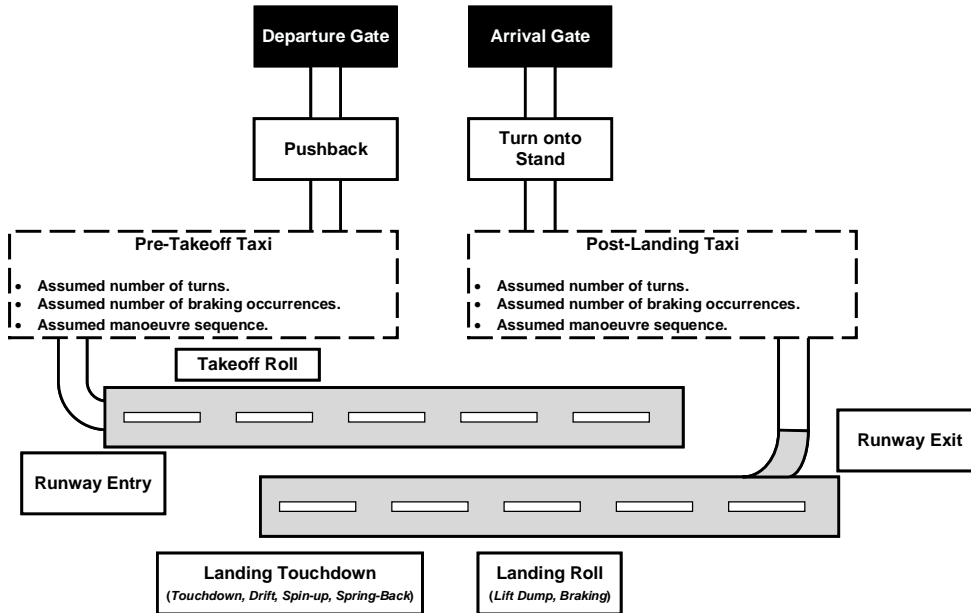 Departure Gate
Arrival Gate
Pushback
Turn onto
Stand
Pre-Takeoff Taxi
• Assumed number of turns.
• Assumed number of braking occurrences.
• Assumed manoeuvre sequence.
Post-Landing Taxi
• Assumed number of turns.
• Assumed number of braking occurrences.
• Assumed manoeuvre sequence.
Takeoff Roll
Runway Exit
Runway Entry
Landing Touchdown
(Touchdown, Drift, Spin-up, Spring-Back)
Landing Roll
(Lift Dump, Braking)